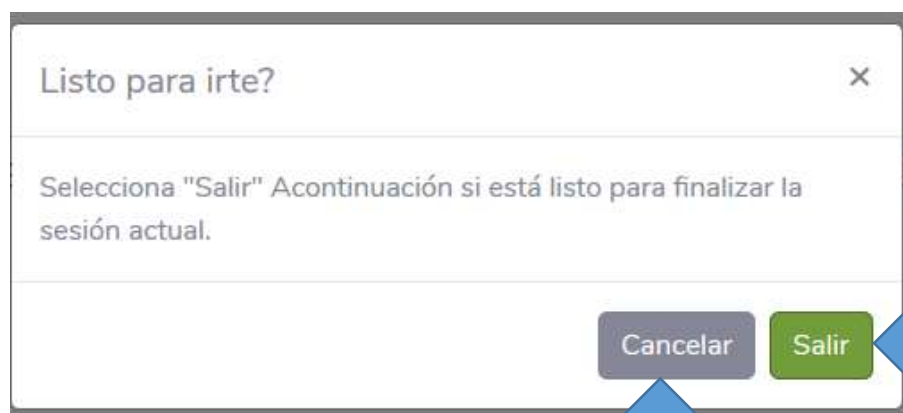 Listo para irte?
Selecciona "Salir" Acontinuación si está listo para finalizar la
sesión actual.
Cancelar
Salir